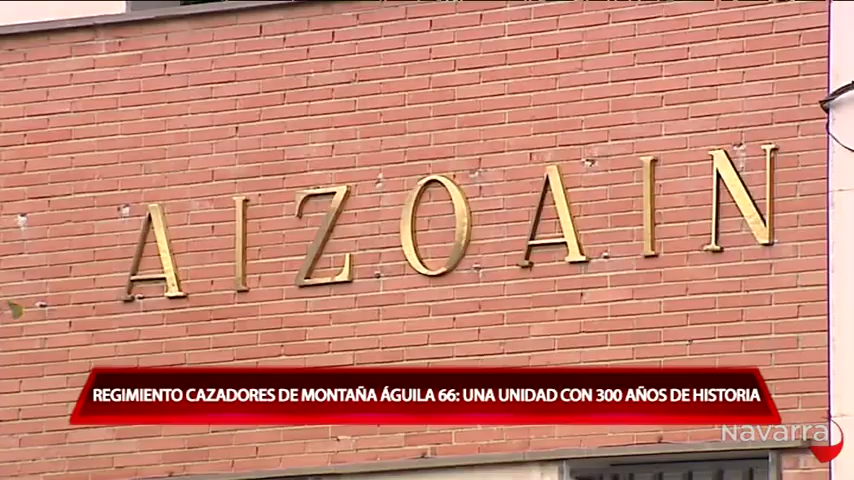 AIZOAIN
REGIMIENTO CAZADORES DE MONTAÑA ÁGUILA 66: UNA UNIDAD CON 300 AÑOS DE HISTORIA
Navarra